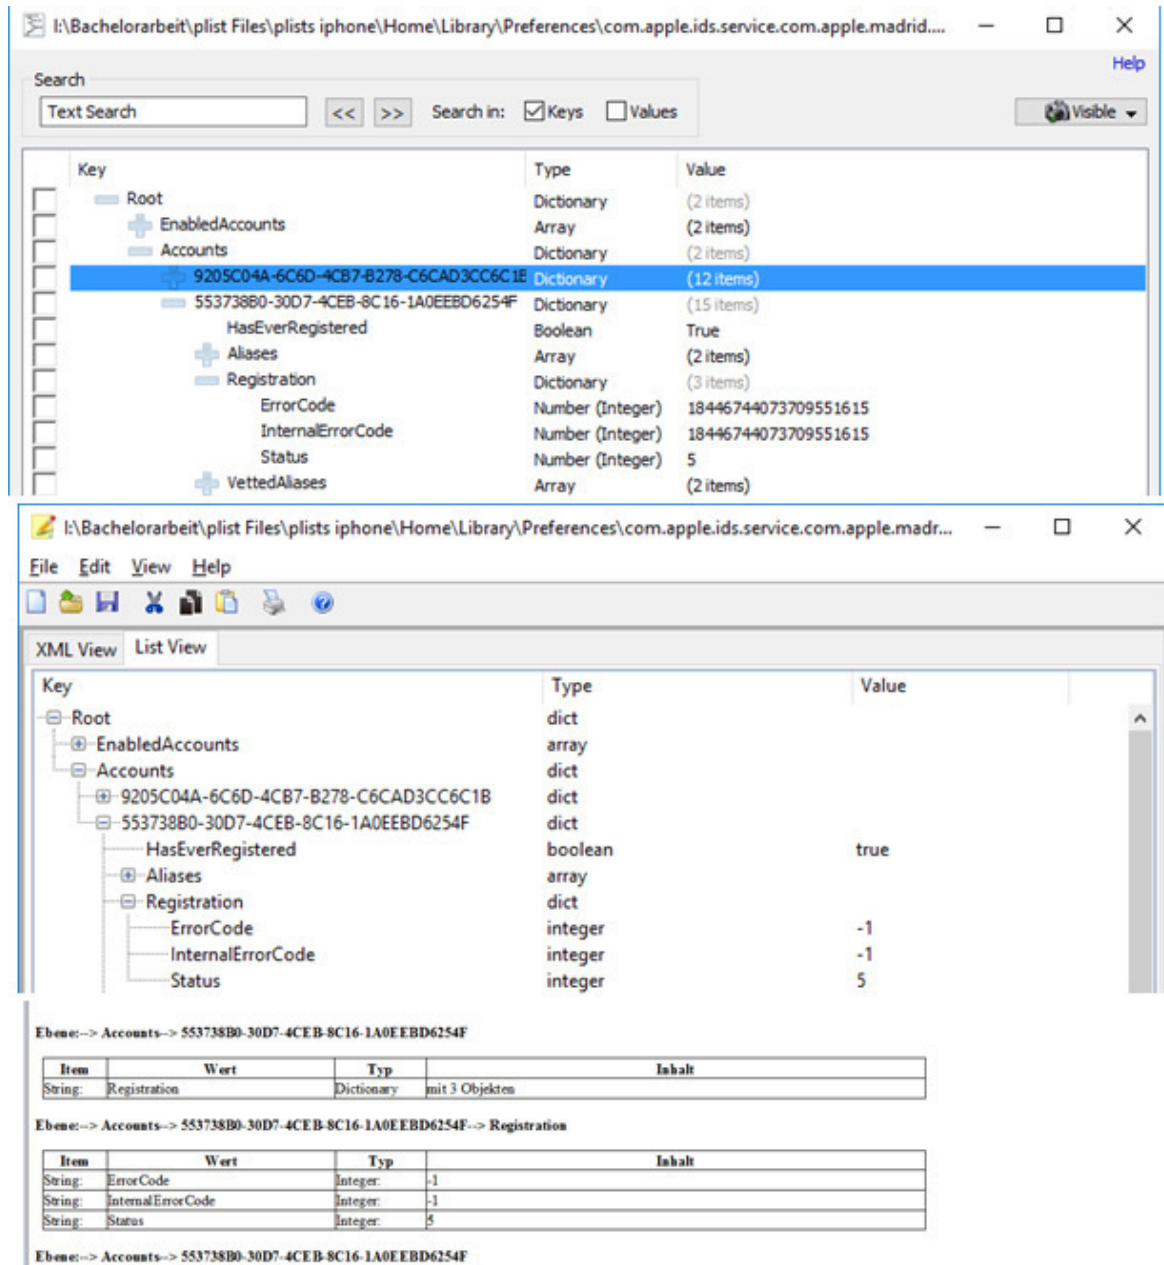 I:\Bachelorarbeit\plist Files\plists iphone\Home\Library\Preferences\com.apple.ids.service.com.apple.madrid....
Help
Search
Text Search << >> Search in: Keys Values Visible
Key Type Value
Root Dictionary (2 items)
EnabledAccounts Array (2 items)
Accounts Dictionary (2 items)
9205C04A-6C6D-4CB7-B278-C6CAD3CC6C1B Dictionary (12 items)
553738B0-30D7-4CEB-8C16-1A0EEBD6254F Dictionary (15 items)
HasEverRegistered Boolean True
Aliases Array (2 items)
Registration Dictionary (3 items)
ErrorCode Number (Integer) 18446744073709551615
InternalErrorCode Number (Integer) 18446744073709551615
Status Number (Integer) 5
VettedAliases Array (2 items)
I:\Bachelorarbeit\plist Files\plists iphone\Home\Library\Preferences\com.apple.ids.service.com.apple.madr...
File Edit View Help
XML View List View
Key Type Value
Root dict
EnabledAccounts array
Accounts dict
9205C04A-6C6D-4CB7-B278-C6CAD3CC6C1B dict
553738B0-30D7-4CEB-8C16-1A0EEBD6254F dict
HasEverRegistered boolean true
Aliases array
Registration dict
ErrorCode integer -1
InternalErrorCode integer -1
Status integer 5
Ebene:--> Accounts--> 553738B0-30D7-4CEB-8C16-1A0EEBD6254F
Item Wert Typ Inhalt
String: Registration Dictionary mit 3 Objekten
Ebene:--> Accounts--> 553738B0-30D7-4CEB-8C16-1A0EEBD6254F--> Registration
Item Wert Typ Inhalt
String: ErrorCode Integer: -1
String: InternalErrorCode Integer: -1
String: Status Integer: 5
Ebene:--> Accounts--> 553738B0-30D7-4CEB-8C16-1A0EEBD6254F